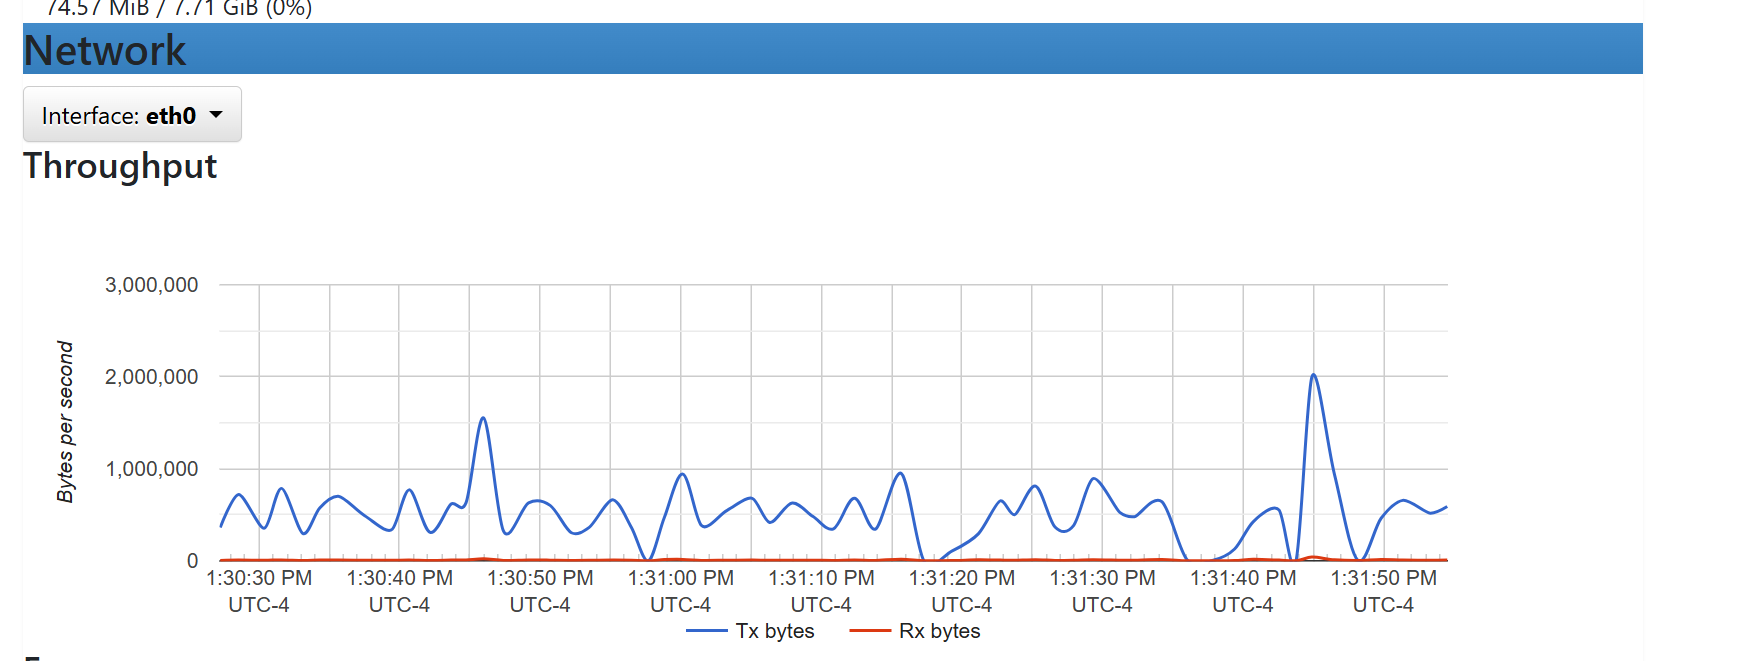 74.57 MiB / 7.71 GiB (0%)
Network
Interface: eth0
Throughput
3,000,000
2,000,000
1,000,000
0
Bytes per second
1:30:30 PM 1:30:40 PM 1:30:50 PM 1:31:00 PM 1:31:10 PM 1:31:20 PM 1:31:30 PM 1:31:40 PM 1:31:50 PM
UTC-4 UTC-4 UTC-4 UTC-4 UTC-4 UTC-4 UTC-4 UTC-4 UTC-4
Tx bytes Rx bytes